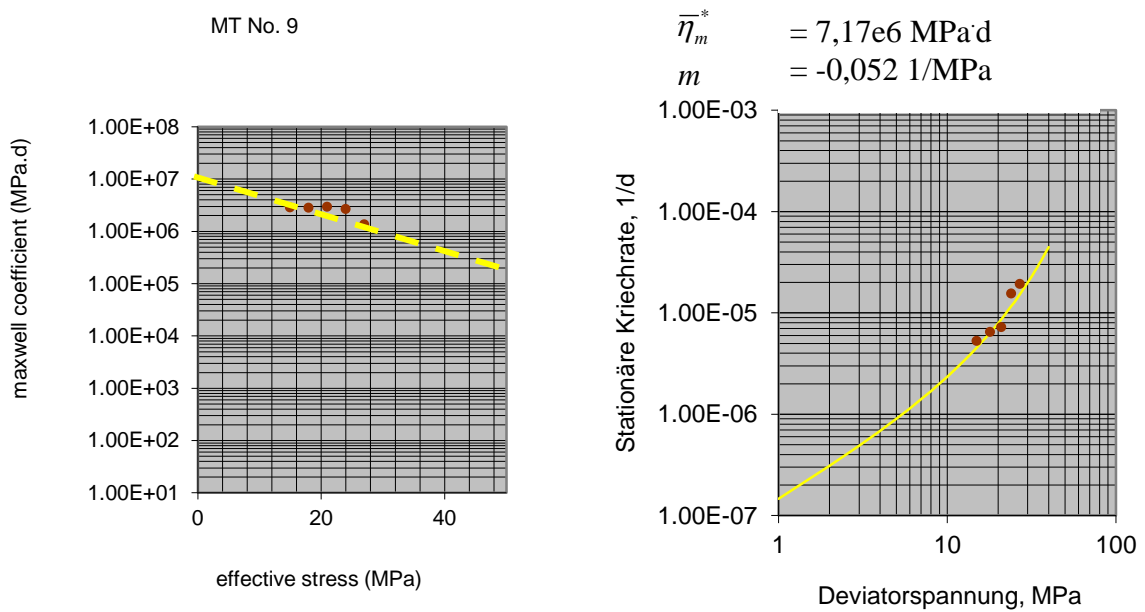 MT No. 9
η̅*m = 7,17e6 MPa·d
m = -0,052 1/MPa
maxwell coefficient (MPa.d)
1.00E+08
1.00E+07
1.00E+06
1.00E+05
1.00E+04
1.00E+03
1.00E+02
1.00E+01
0
20
40
effective stress (MPa)
Stationäre Kriechrate, 1/d
1.00E-03
1.00E-04
1.00E-05
1.00E-06
1.00E-07
1
10
100
Deviatorspannung, MPa